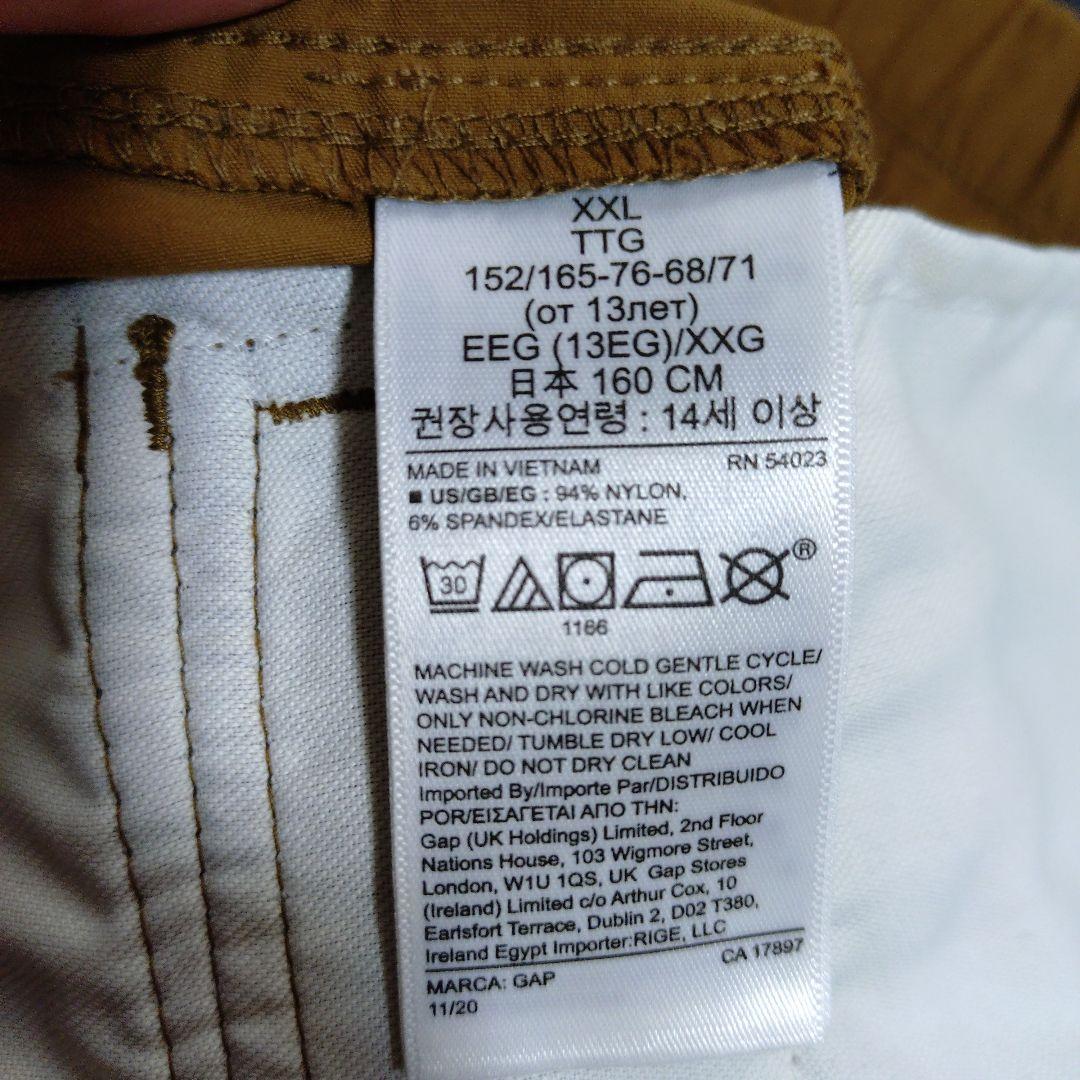 XXL
TTG
152/165-76-68/71
(от 13лет)
EEG (13EG)/XXG
日本 160 CM
권장사용연령 : 14세 이상
MADE IN VIETNAM RN 54023
■ US/GB/EG : 94% NYLON,
6% SPANDEX/ELASTANE
30 ®
1166
MACHINE WASH COLD GENTLE CYCLE/
WASH AND DRY WITH LIKE COLORS/
ONLY NON-CHLORINE BLEACH WHEN
NEEDED/ TUMBLE DRY LOW/ COOL
IRON/ DO NOT DRY CLEAN
Imported By/Importe Par/DISTRIBUIDO
POR/ΕΙΣΑΓΕΤΑΙ ΑΠΟ ΤΗΝ:
Gap (UK Holdings) Limited, 2nd Floor
Nations House, 103 Wigmore Street,
London, W1U 1QS, UK Gap Stores
(Ireland) Limited c/o Arthur Cox, 10
Earlsfort Terrace, Dublin 2, D02 T380,
Ireland Egypt Importer:RIGE, LLC
CA 17897
MARCA: GAP
11/20